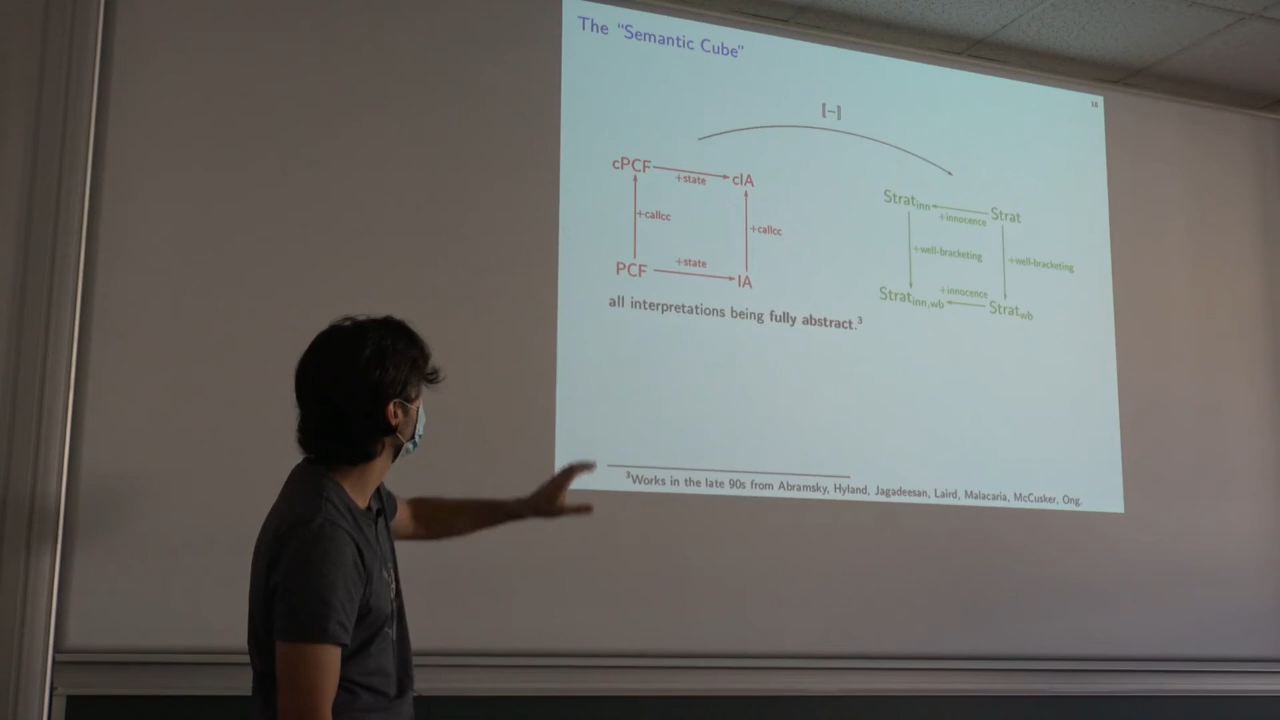 The "Semantic Cube"
18
⟦−⟧
cPCF +state cIA
+callcc +callcc
PCF +state IA
Strat_inn +innocence Strat
+well-bracketing +well-bracketing
Strat_inn,wb +innocence Strat_wb
all interpretations being fully abstract.³
³Works in the late 90s from Abramsky, Hyland, Jagadeesan, Laird, Malacaria, McCusker, Ong.